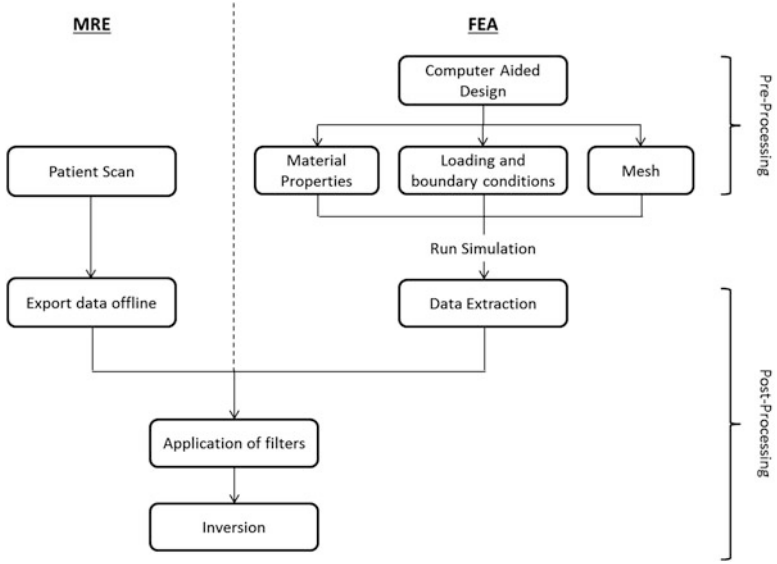 MRE
FEA
Computer Aided
Design
Pre-Processing
Patient Scan
Material
Properties
Loading and
boundary conditions
Mesh
Run Simulation
Export data offline
Data Extraction
Post-Processing
Application of filters
Inversion